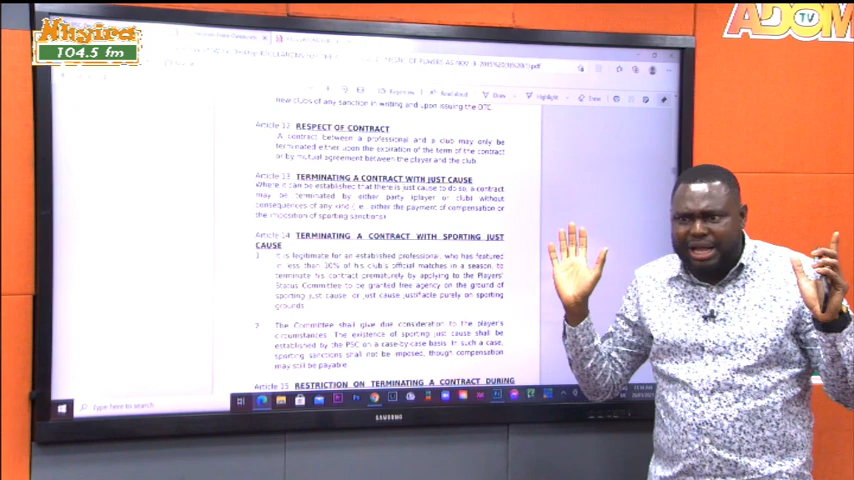 Nhyira
104.5 fm
ADOM
TV
new clubs of any sanction in writing and upon issuing the
Article 12 RESPECT OF CONTRACT
A contract between a professional and a club may only be
terminated either upon the expiration of the term of the contract
or by mutual agreement between the player and the club
Article 13 TERMINATING A CONTRACT WITH JUST CAUSE
Where it can be established that there is just cause to do so, a contract
may be terminated by either party (player or club) without
consequences of any kind (i.e. either the payment of compensation or
the imposition of sporting sanctions)
Article 14 TERMINATING A CONTRACT WITH SPORTING JUST
CAUSE
1 It is legitimate for an established professional, who has featured
in less than 10% of his club's official matches in a season, to
terminate his contract prematurely by applying to the Players'
Status Committee to be granted free agency on the ground of
sporting just cause, or just cause justifiable purely on sporting
grounds
2 The Committee shall give due consideration to the player's
circumstances. The existence of sporting just cause shall be
established by the PSC on a case-by-case basis. In such a case,
sporting sanctions shall not be imposed, though compensation
may still be payable
Article 15 RESTRICTION ON TERMINATING A CONTRACT DURING
Type here to search
SAMSUNG